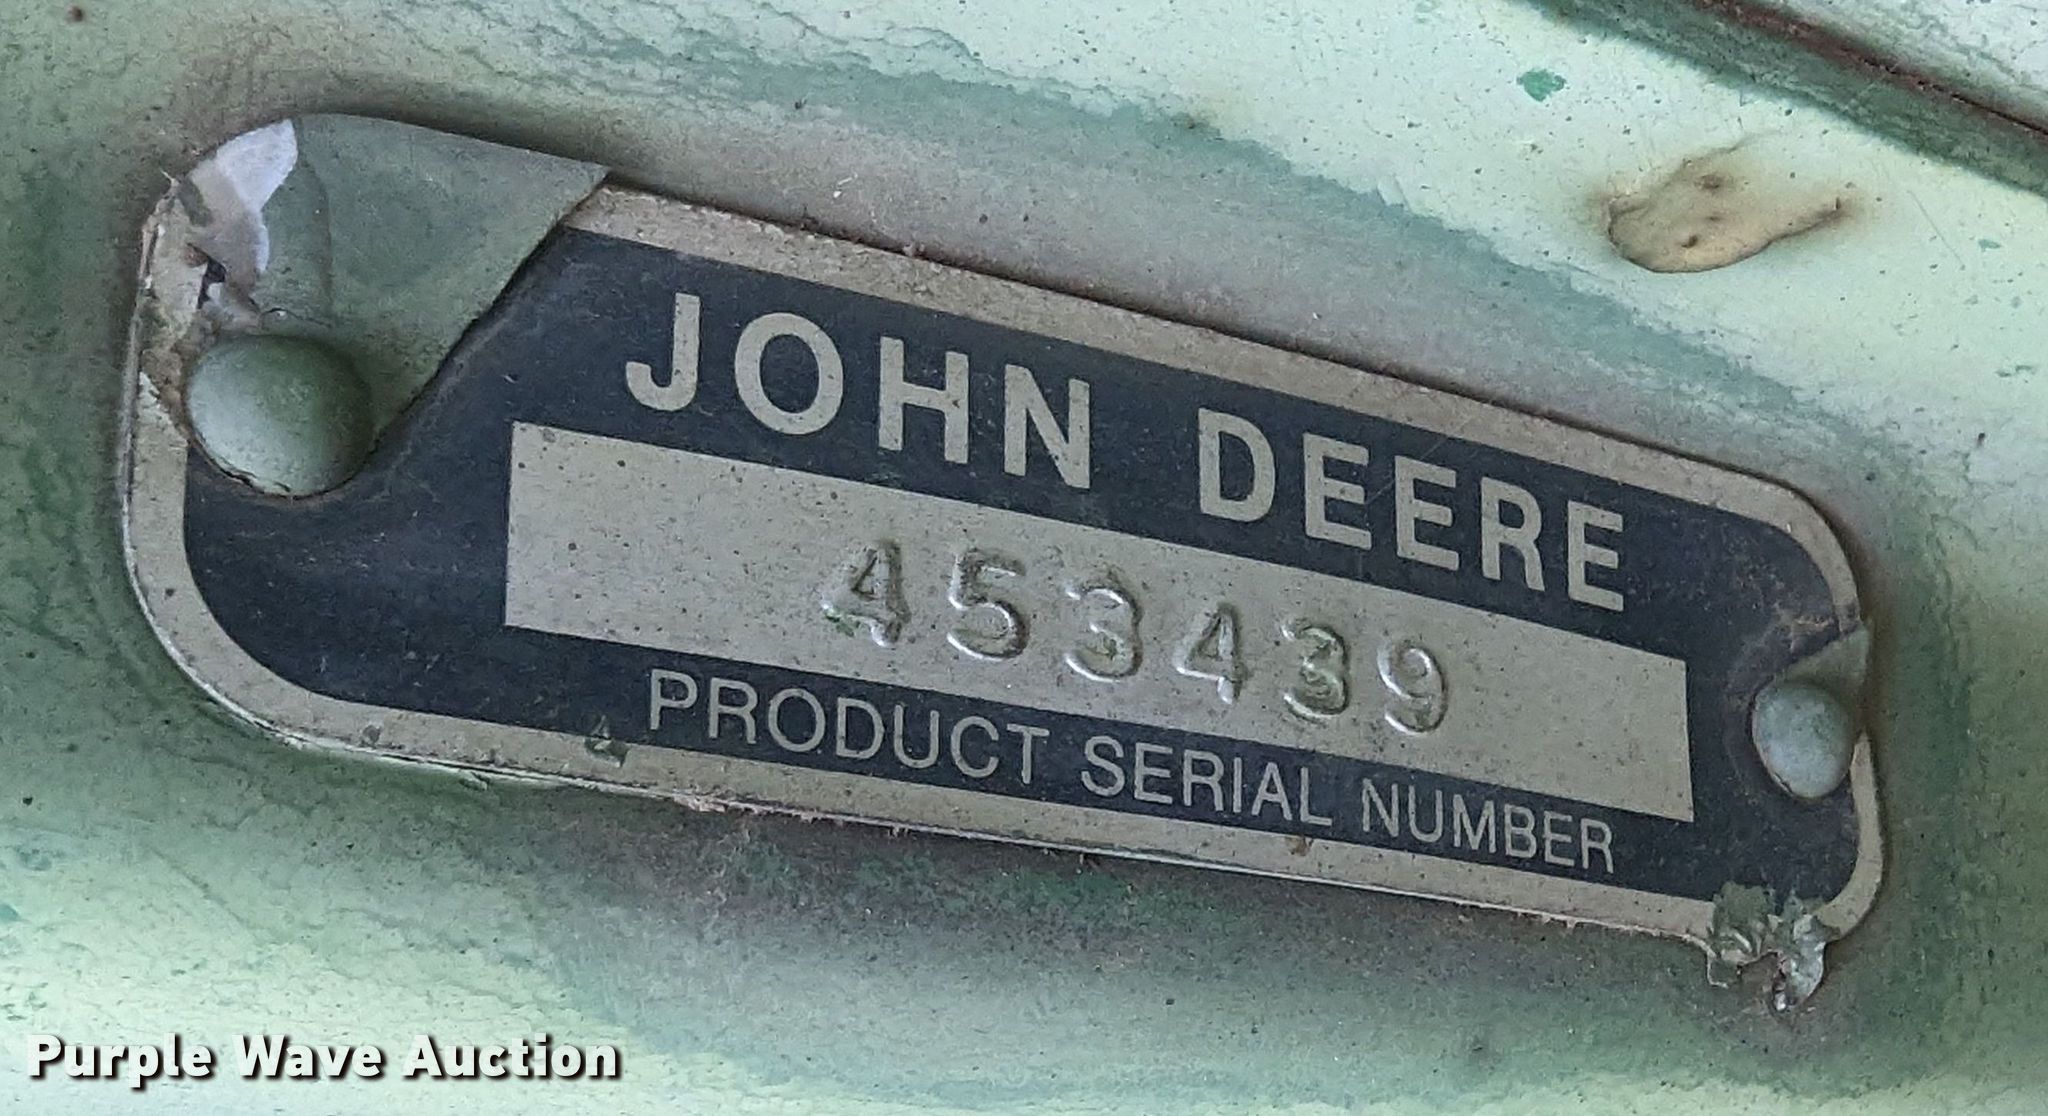 JOHN DEERE
453439
PRODUCT SERIAL NUMBER
Purple Wave Auction